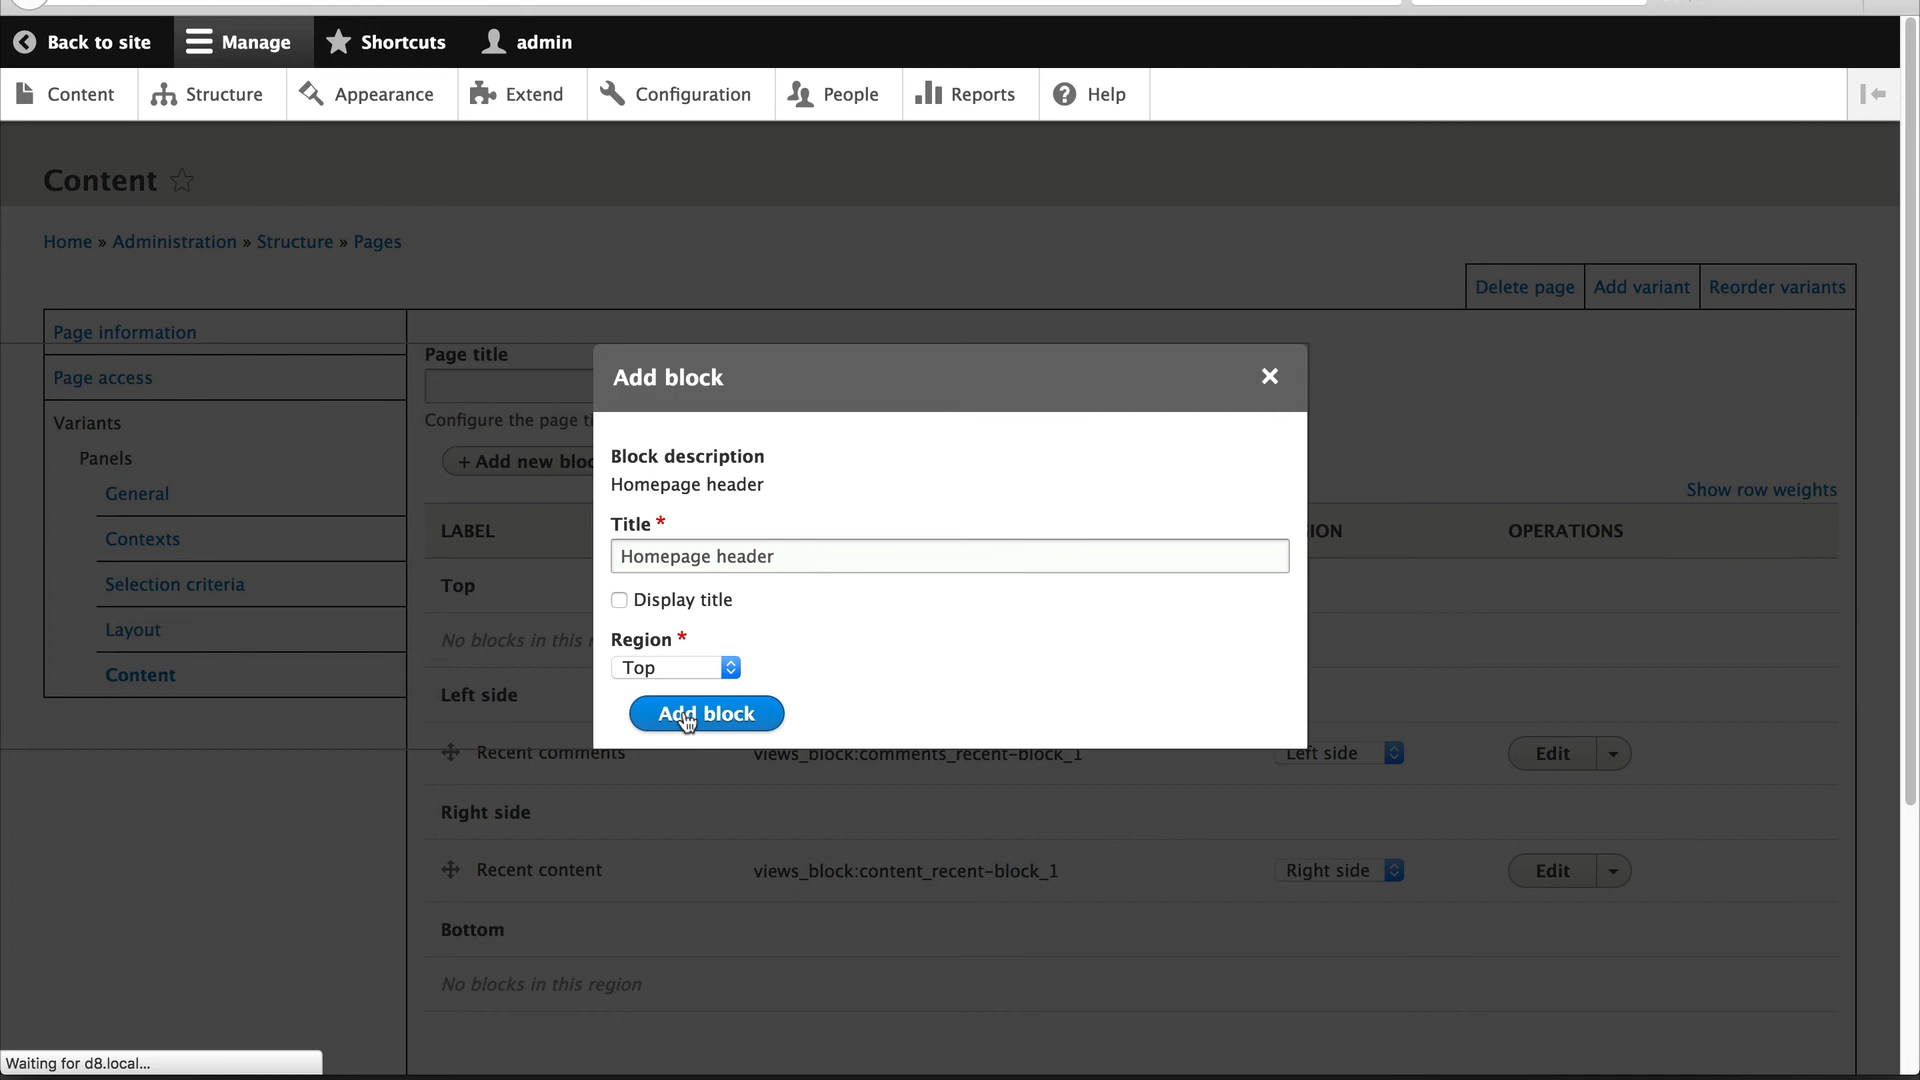 Back to site
Manage
Shortcuts
admin
Content
Structure
Appearance
Extend
Configuration
People
Reports
Help
Content
Home » Administration » Structure » Pages
Delete page
Add variant
Reorder variants
Page information
Page access
Variants
Panels
General
Contexts
Selection criteria
Layout
Content
Page title
Configure the page
+ Add new bloc
Show row weights
LABEL
ION
OPERATIONS
Top
No blocks in this
Left side
Recent comments
views_block:comments_recent-block_1
Left side
Edit
Right side
Recent content
views_block:content_recent-block_1
Right side
Edit
Bottom
No blocks in this region
Add block
Block description
Homepage header
Title *
Homepage header
Display title
Region *
Top
Add block
Waiting for d8.local...